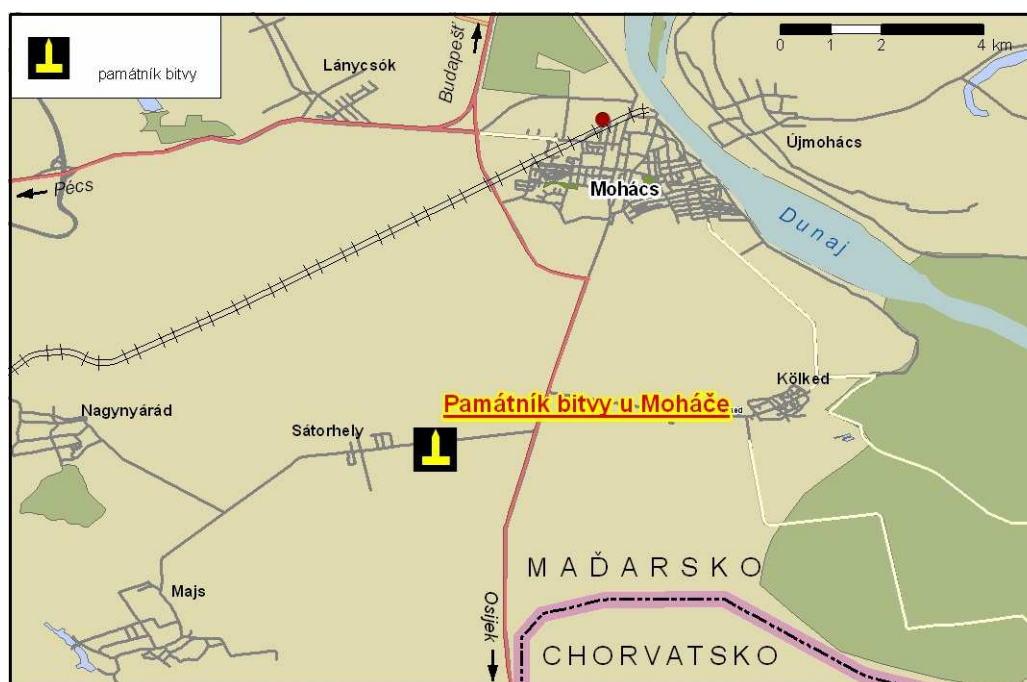 památník bitvy
Budapešť
0 1 2 4 km
Lánycsók
Újmohács
Pécs
Mohács
Dunaj
Nagynyárád
Kölked
Památník bitvy u Moháče
Sátorhely
MAĎARSKO
Majs
Osijek
CHORVATSKO